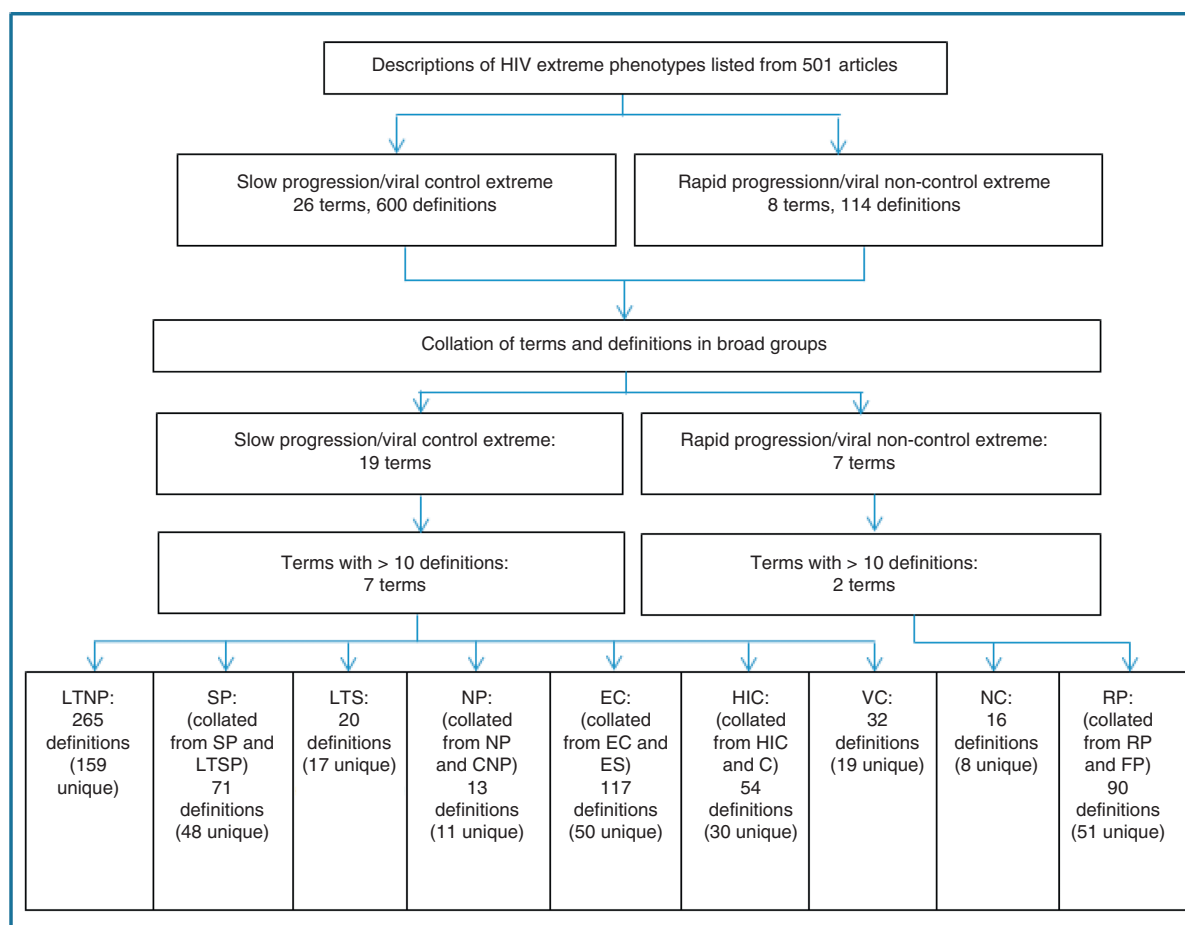 Descriptions of HIV extreme phenotypes listed from 501 articles
Slow progression/viral control extreme
26 terms, 600 definitions
Rapid progressionn/viral non-control extreme
8 terms, 114 definitions
Collation of terms and definitions in broad groups
Slow progression/viral control extreme:
19 terms
Rapid progression/viral non-control extreme:
7 terms
Terms with > 10 definitions:
7 terms
Terms with > 10 definitions:
2 terms
LTNP:
265
definitions
(159
unique)
SP:
(collated
from SP and
LTSP)
71
definitions
(48 unique)
LTS:
20
definitions
(17 unique)
NP:
(collated
from NP
and CNP)
13
definitions
(11 unique)
EC:
(collated
from EC and
ES)
117
definitions
(50 unique)
HIC:
(collated
from HIC
and C)
54
definitions
(30 unique)
VC:
32
definitions
(19 unique)
NC:
16
definitions
(8 unique)
RP:
(collated
from RP
and FP)
90
definitions
(51 unique)